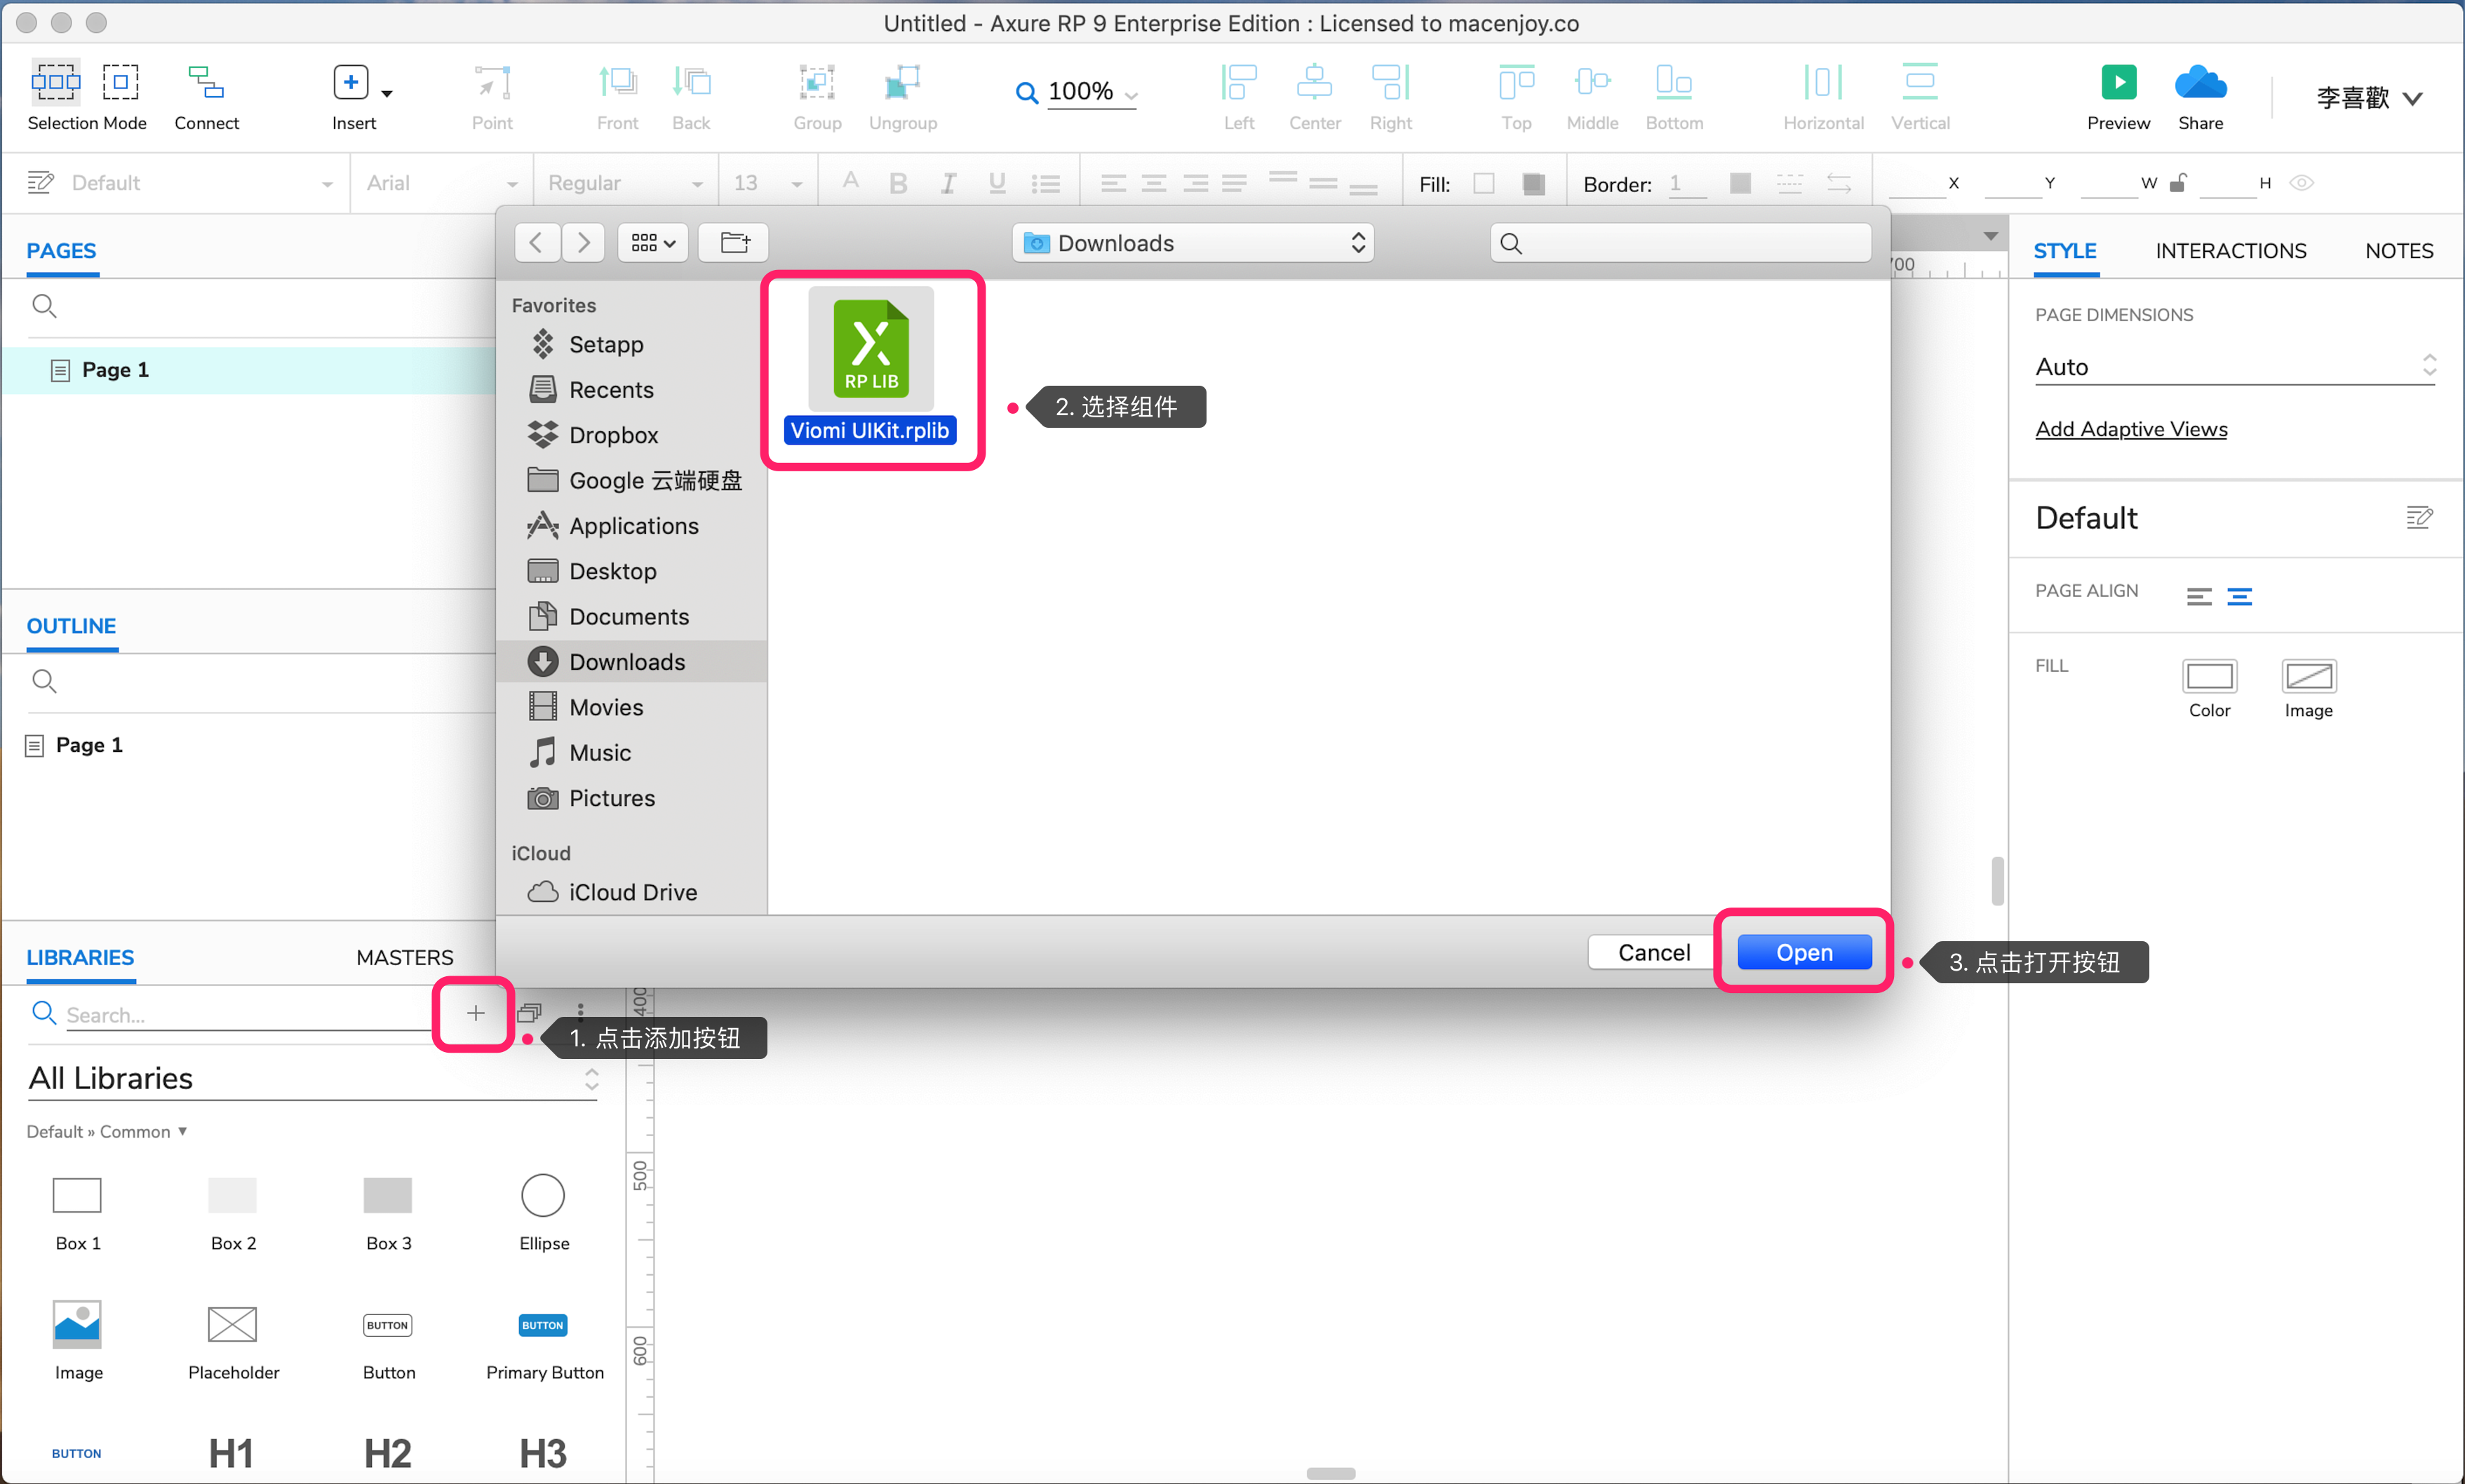 Untitled - Axure RP 9 Enterprise Edition : Licensed to macenjoy.co
100%
李喜歡
Selection Mode
Connect
Insert
Point
Front
Back
Group
Ungroup
Left
Center
Right
Top
Middle
Bottom
Horizontal
Vertical
Preview
Share
Default
Arial
Regular
13
Fill:
Border:
1
X
Y
W
H
PAGES
Page 1
OUTLINE
Page 1
Downloads
Favorites
Setapp
Recents
Dropbox
Google 云端硬盘
Applications
Desktop
Documents
Downloads
Movies
Music
Pictures
iCloud
iCloud Drive
RP LIB
Viomi UIKit.rplib
2. 选择组件
Cancel
Open
3. 点击打开按钮
STYLE
INTERACTIONS
NOTES
PAGE DIMENSIONS
Auto
Add Adaptive Views
Default
PAGE ALIGN
FILL
Color
Image
LIBRARIES
MASTERS
Search...
1. 点击添加按钮
All Libraries
Default » Common
Box 1
Box 2
Box 3
Ellipse
BUTTON
BUTTON
Image
Placeholder
Button
Primary Button
BUTTON
H1
H2
H3
400
500
600